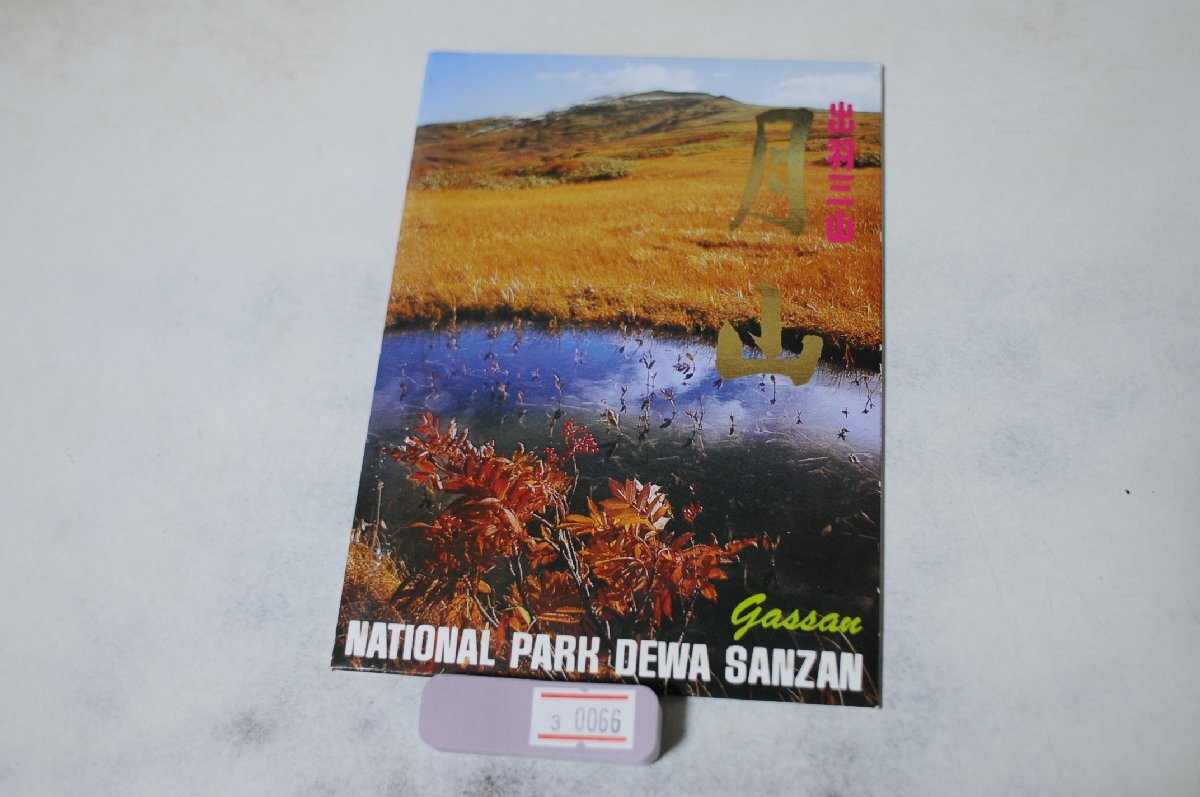 出羽三山
月山
Gassan
NATIONAL PARK DEWA SANZAN
3 0066